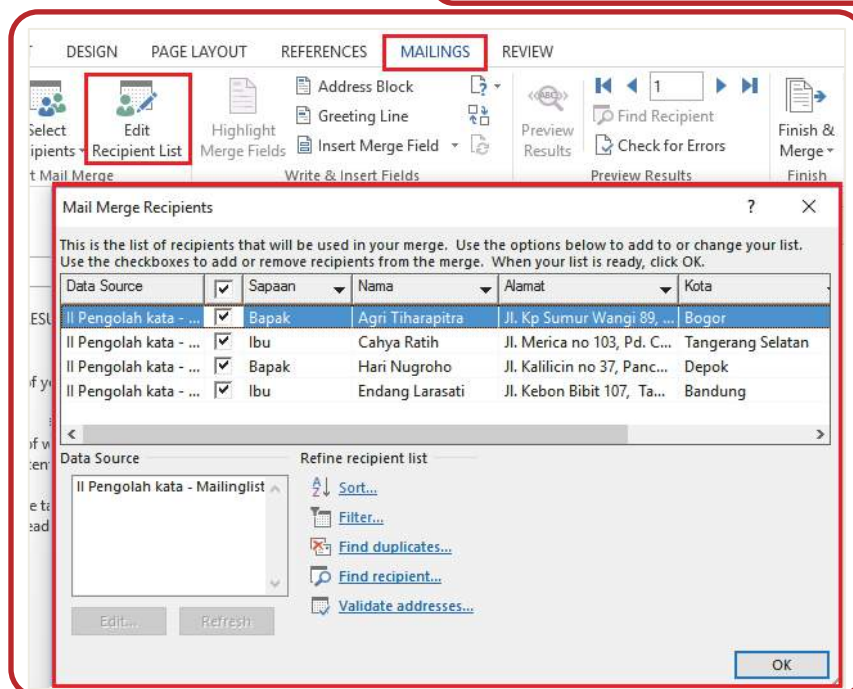 DESIGN PAGE LAYOUT REFERENCES MAILINGS REVIEW
Address Block 1
Greeting Line Find Recipient
Select Edit Highlight Preview Finish &
Recipients Recipient List Merge Fields Insert Merge Field Results Check for Errors Merge
t Mail Merge Write & Insert Fields Preview Results Finish
Mail Merge Recipients ? X
This is the list of recipients that will be used in your merge. Use the options below to add to or change your list.
Use the checkboxes to add or remove recipients from the merge. When your list is ready, click OK.
Data Source Sapaan Nama Alamat Kota
II Pengolah kata - ... Bapak Agri Tiharapitra Jl. Kp Sumur Wangi 89, ... Bogor
II Pengolah kata - ... Ibu Cahya Ratih Jl. Merica no 103, Pd. C... Tangerang Selatan
II Pengolah kata - ... Bapak Hari Nugroho Jl. Kalilicin no 37, Panc... Depok
II Pengolah kata - ... Ibu Endang Larasati Jl. Kebon Bibit 107, Ta... Bandung
Data Source Refine recipient list
II Pengolah kata - Mailinglist Sort...
Filter...
Find duplicates...
Find recipient...
Validate addresses...
Edit... Refresh
OK